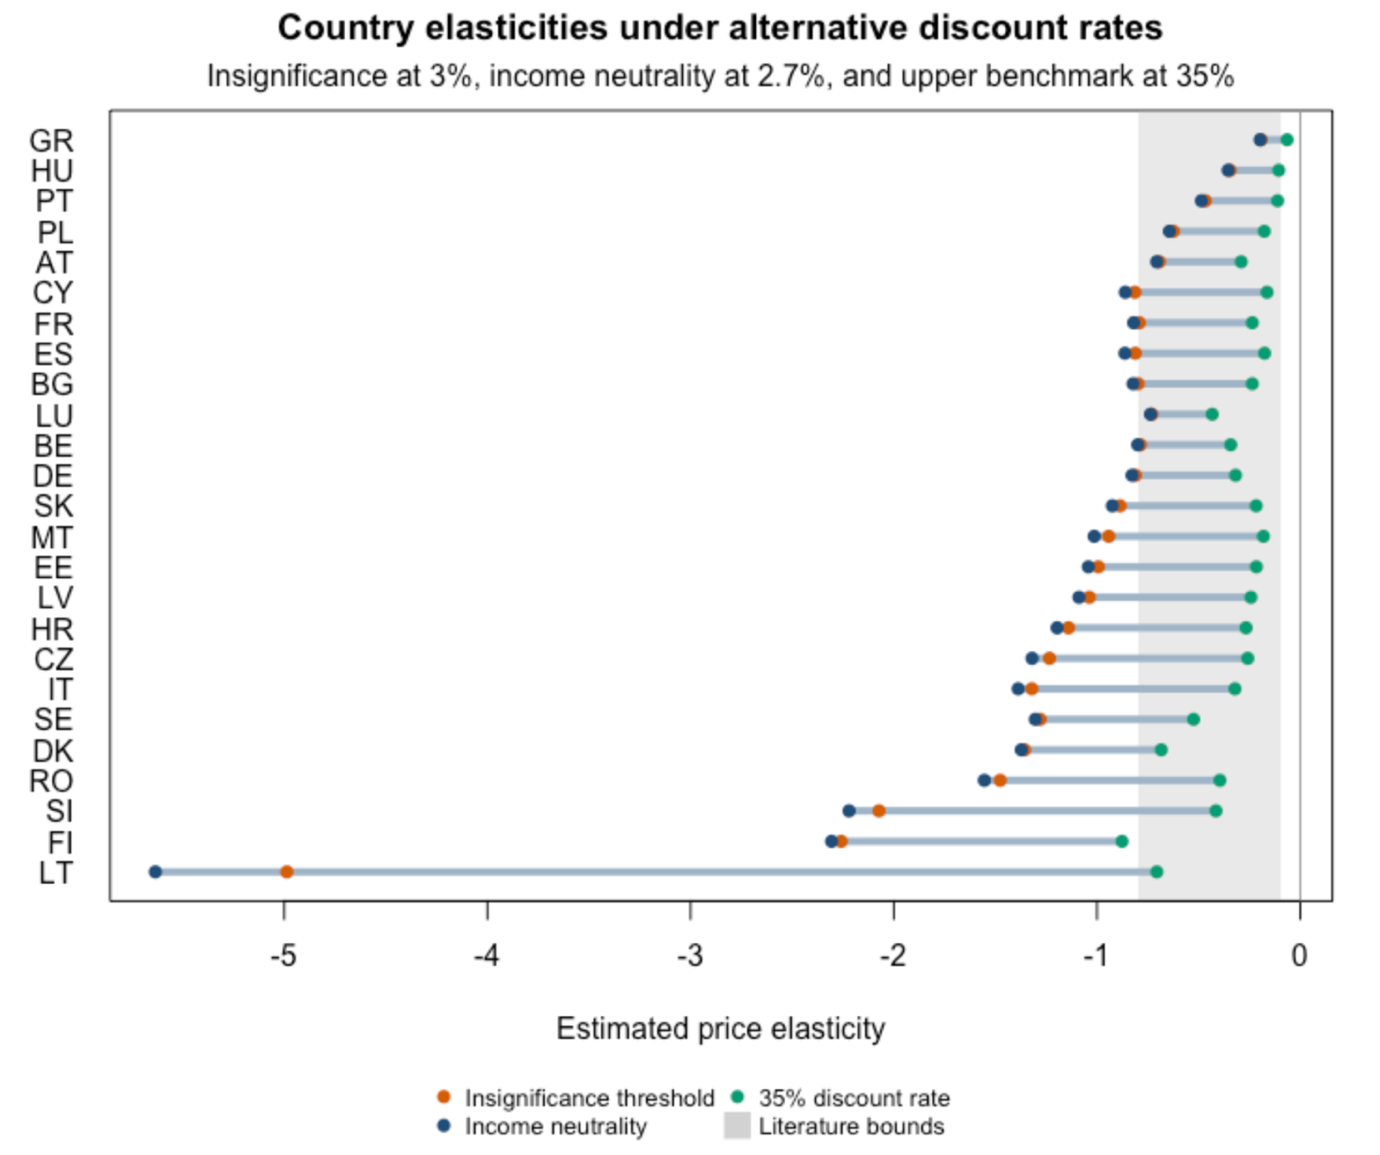 Country elasticities under alternative discount rates
Insignificance at 3%, income neutrality at 2.7%, and upper benchmark at 35%
GR
HU
PT
PL
AT
CY
FR
ES
BG
LU
BE
DE
SK
MT
EE
LV
HR
CZ
IT
SE
DK
RO
SI
FI
LT
-5 -4 -3 -2 -1 0
Estimated price elasticity
Insignificance threshold 35% discount rate
Income neutrality Literature bounds